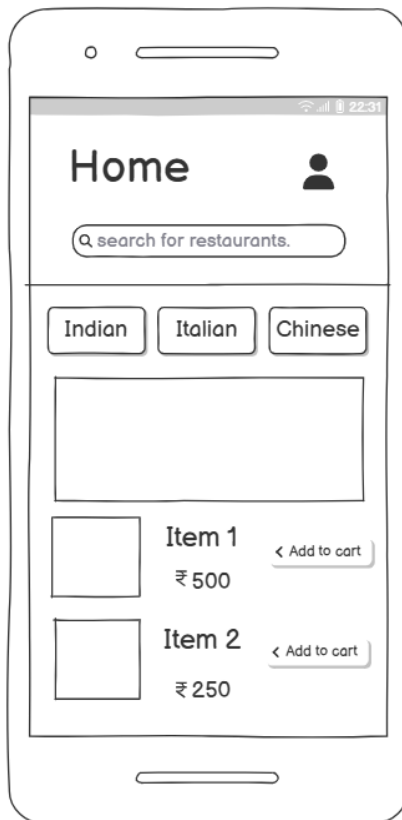 22:31
Home
search for restaurants.
Indian Italian Chinese
Item 1
< Add to cart
₹ 500
Item 2
< Add to cart
₹ 250